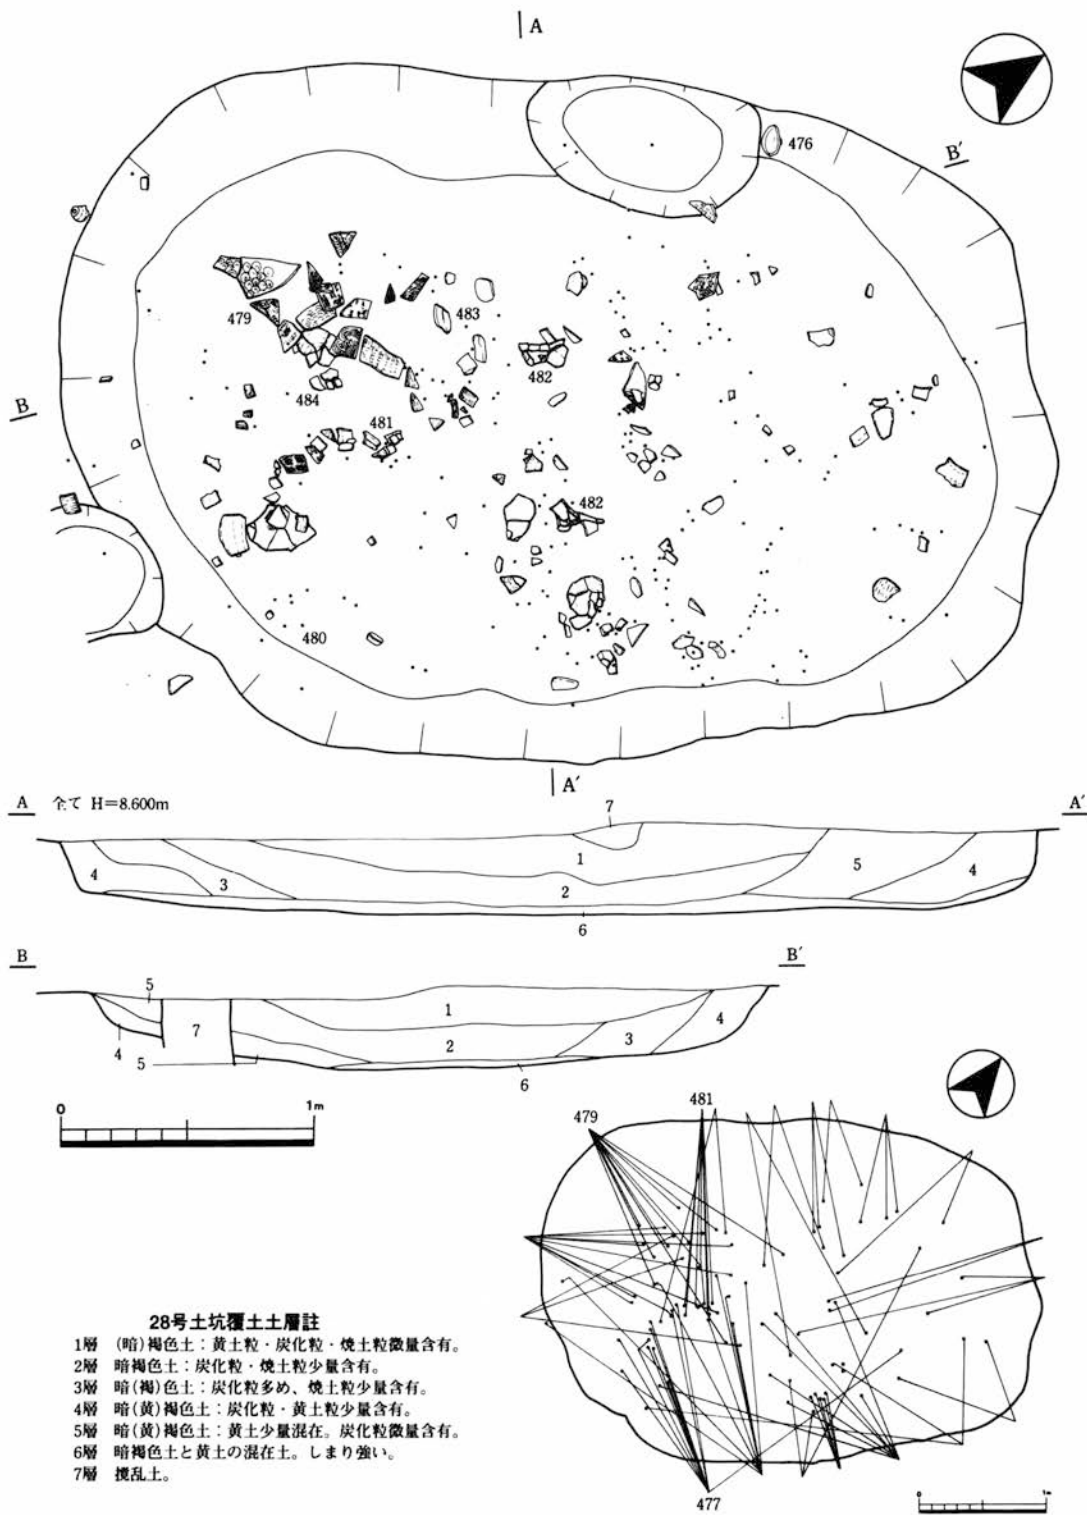 A
476
B′
479
483
482
484
481
B
482
480
A′
A 全て H=8.600m A′
7
1
4 3 5 4
2
6
B B′
5
1
4 7 2 3 4
5
6
0 1m
479 481
28号土坑覆土土層註
1層 (暗)褐色土：黄土粒・炭化粒・焼土粒微量含有。
2層 暗褐色土：炭化粒・焼土粒少量含有。
3層 暗(褐)色土：炭化粒多め、焼土粒少量含有。
4層 暗(黄)褐色土：炭化粒・黄土粒少量含有。
5層 暗(黄)褐色土：黄土少量混在。炭化粒微量含有。
6層 暗褐色土と黄土の混在土。しまり強い。
7層 攪乱土。
477
0 1m